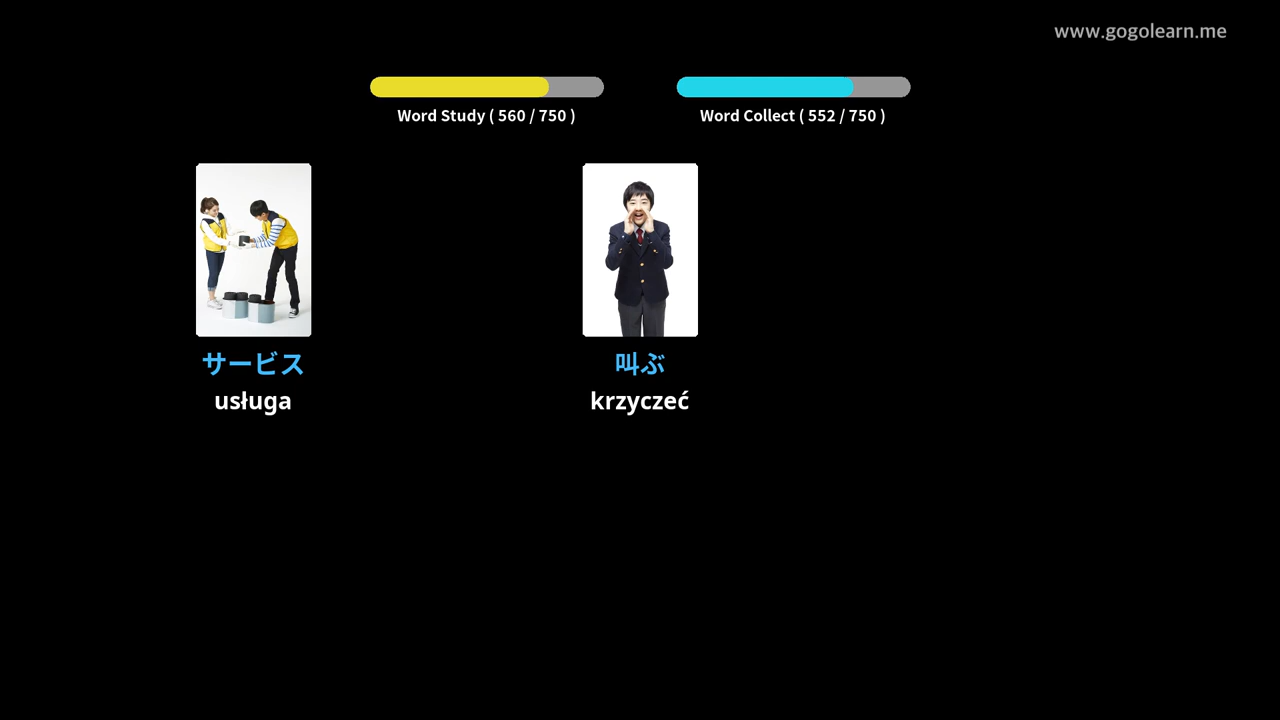 www.gogolearn.me
Word Study ( 560 / 750 )
Word Collect ( 552 / 750 )
サービス
usługa
叫ぶ
krzyczeć